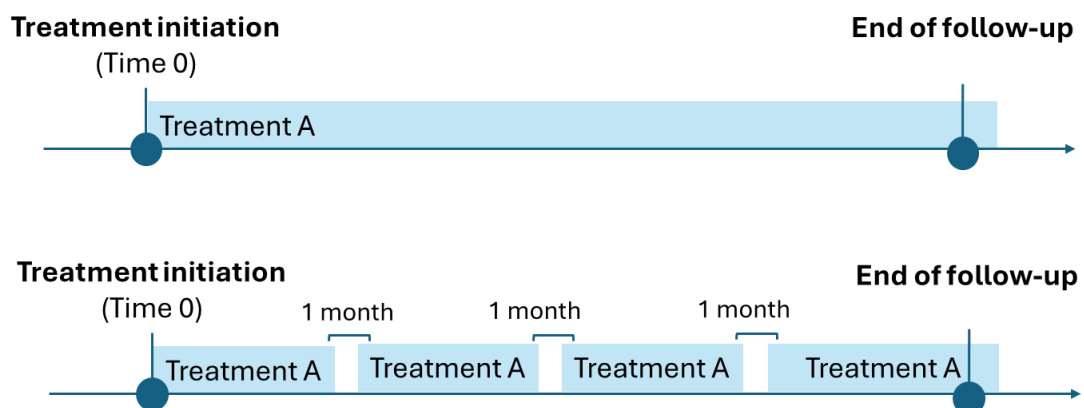 Treatment initiation
(Time 0)
End of follow-up
Treatment A
Treatment initiation
(Time 0)
End of follow-up
1 month
1 month
1 month
Treatment A
Treatment A
Treatment A
Treatment A